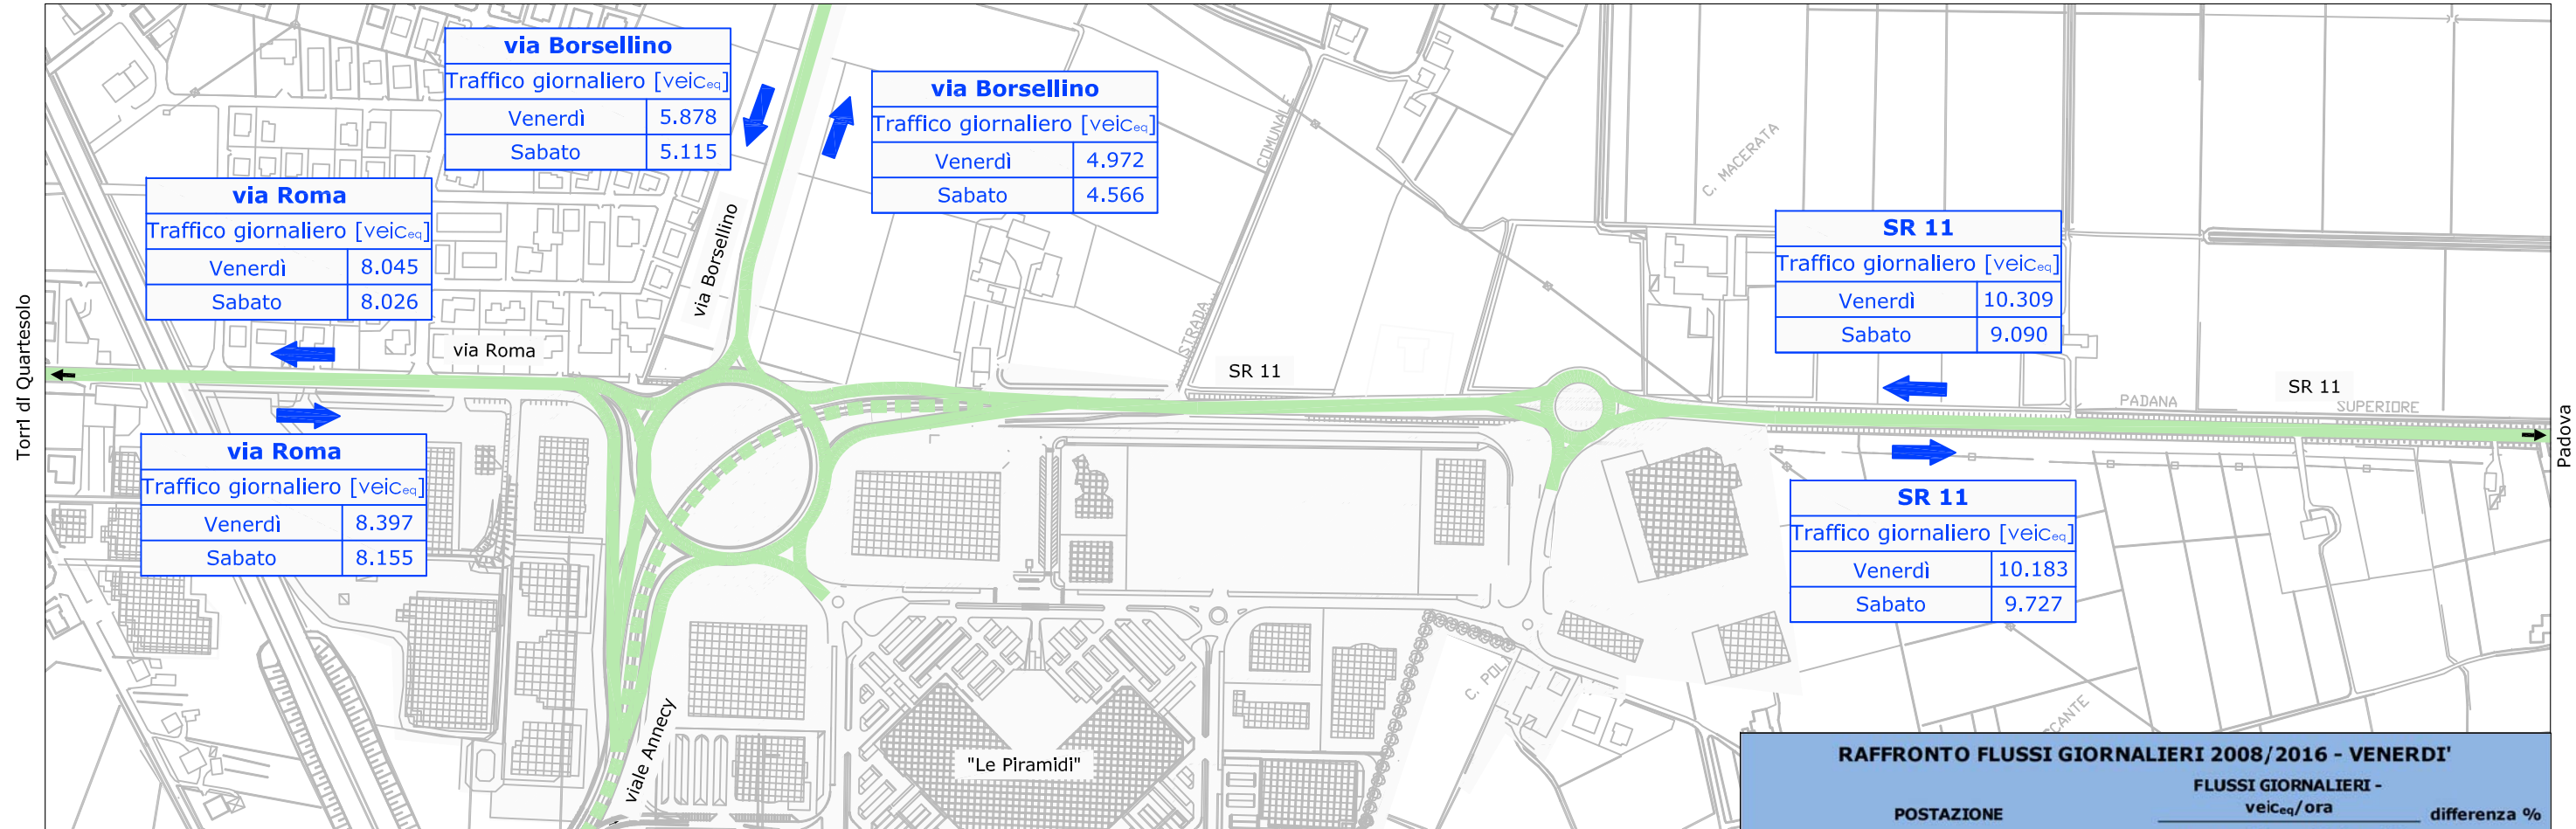 via Borsellino
Traffico giornaliero [veiceq]
Venerdì 5.878
Sabato 5.115
via Borsellino
Traffico giornaliero [veiceq]
Venerdì 4.972
Sabato 4.566
via Roma
Traffico giornaliero [veiceq]
Venerdì 8.045
Sabato 8.026
SR 11
Traffico giornaliero [veiceq]
Venerdì 10.309
Sabato 9.090
via Roma
Traffico giornaliero [veiceq]
Venerdì 8.397
Sabato 8.155
SR 11
Traffico giornaliero [veiceq]
Venerdì 10.183
Sabato 9.727
Torri di Quartesolo
via Roma
via Borsellino
STRADA
COMUNALE
C. MACERATA
SR 11
PADANA
SUPERIORE
SR 11
Padova
viale Annecy
"Le Piramidi"
C. POL
RAFFRONTO FLUSSI GIORNALIERI 2008/2016 - VENERDI'
FLUSSI GIORNALIERI -
POSTAZIONE veiceq/ora differenza %